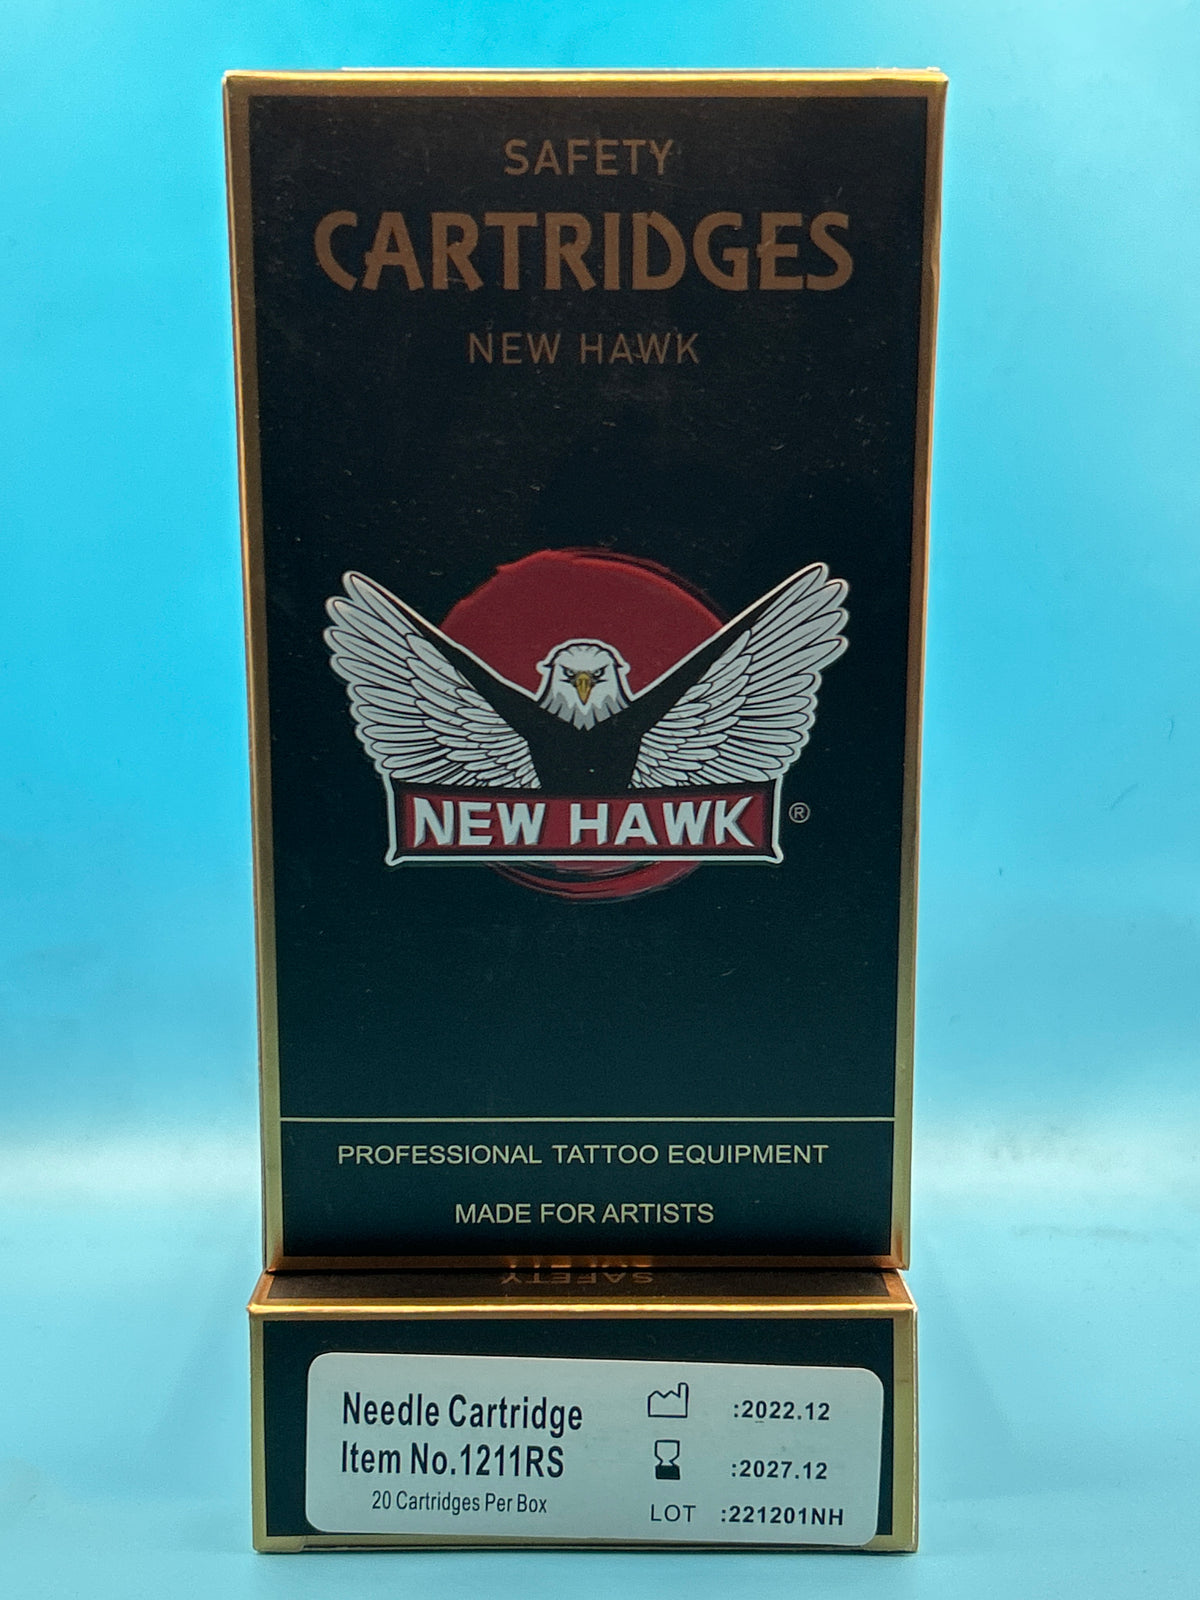 SAFETY
CARTRIDGES
NEW HAWK
NEW HAWK ®
PROFESSIONAL TATTOO EQUIPMENT
MADE FOR ARTISTS
SAFETY
Needle Cartridge
Item No.1211RS
20 Cartridges Per Box
:2022.12
:2027.12
LOT :221201NH